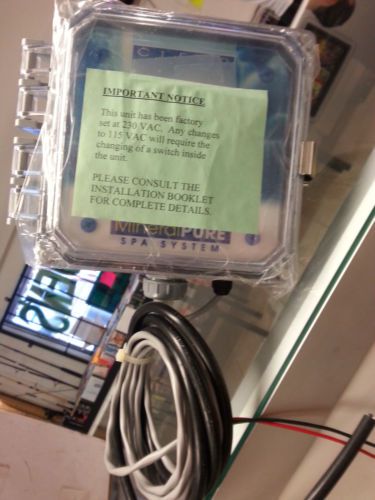 IMPORTANT NOTICE
This unit has been factory
set at 230 VAC. Any changes
to 115 VAC will require the
changing of a switch inside
the unit.
PLEASE CONSULT THE
INSTALLATION BOOKLET
FOR COMPLETE DETAILS.
MineralPURE
SPA SYSTEM